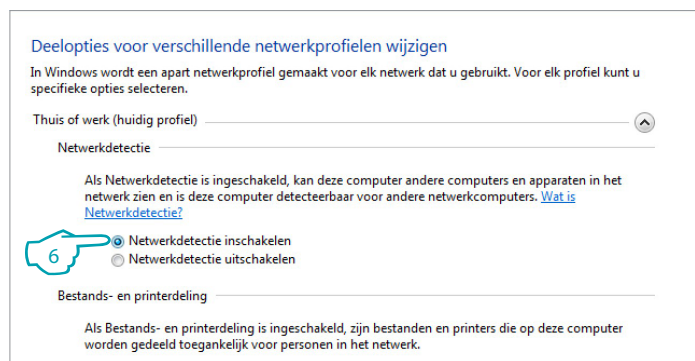 Deelopties voor verschillende netwerkprofielen wijzigen
In Windows wordt een apart netwerkprofiel gemaakt voor elk netwerk dat u gebruikt. Voor elk profiel kunt u
specifieke opties selecteren.
Thuis of werk (huidig profiel)
Netwerkdetectie
Als Netwerkdetectie is ingeschakeld, kan deze computer andere computers en apparaten in het
netwerk zien en is deze computer detecteerbaar voor andere netwerkcomputers. Wat is
Netwerkdetectie?
6 Netwerkdetectie inschakelen
Netwerkdetectie uitschakelen
Bestands- en printerdeling
Als Bestands- en printerdeling is ingeschakeld, zijn bestanden en printers die op deze computer
worden gedeeld toegankelijk voor personen in het netwerk.